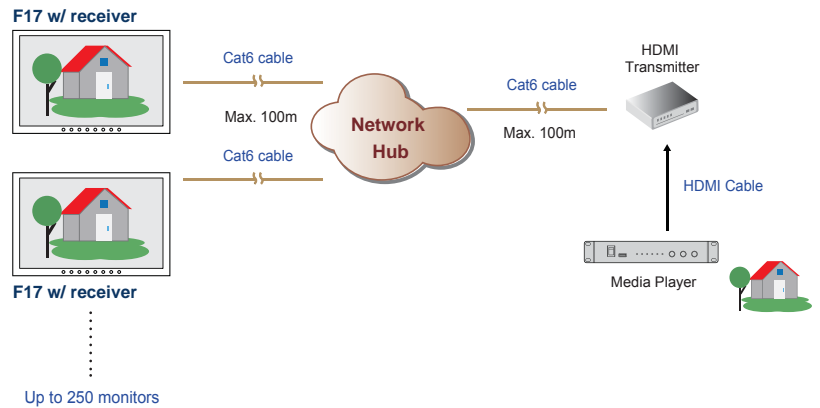 F17 w/ receiver
Cat6 cable
Max. 100m
Cat6 cable
Network
Hub
Cat6 cable
Max. 100m
HDMI
Transmitter
HDMI Cable
Media Player
F17 w/ receiver
Up to 250 monitors